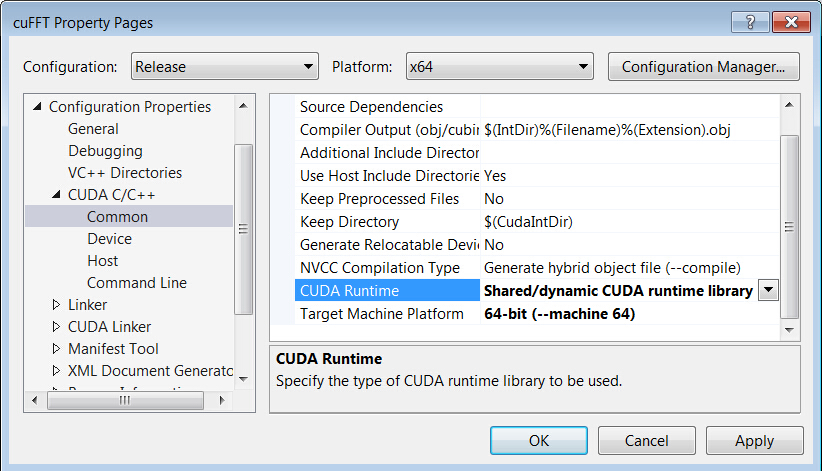 cuFFT Property Pages
Configuration: Release Platform: x64 Configuration Manager...
Configuration Properties
General
Debugging
VC++ Directories
CUDA C/C++
Common
Device
Host
Command Line
Linker
CUDA Linker
Manifest Tool
XML Document Generato
Source Dependencies
Compiler Output (obj/cubin $(IntDir)%(Filename)%(Extension).obj
Additional Include Director
Use Host Include Directorie Yes
Keep Preprocessed Files No
Keep Directory $(CudaIntDir)
Generate Relocatable Devic No
NVCC Compilation Type Generate hybrid object file (--compile)
CUDA Runtime Shared/dynamic CUDA runtime library
Target Machine Platform 64-bit (--machine 64)
CUDA Runtime
Specify the type of CUDA runtime library to be used.
OK Cancel Apply